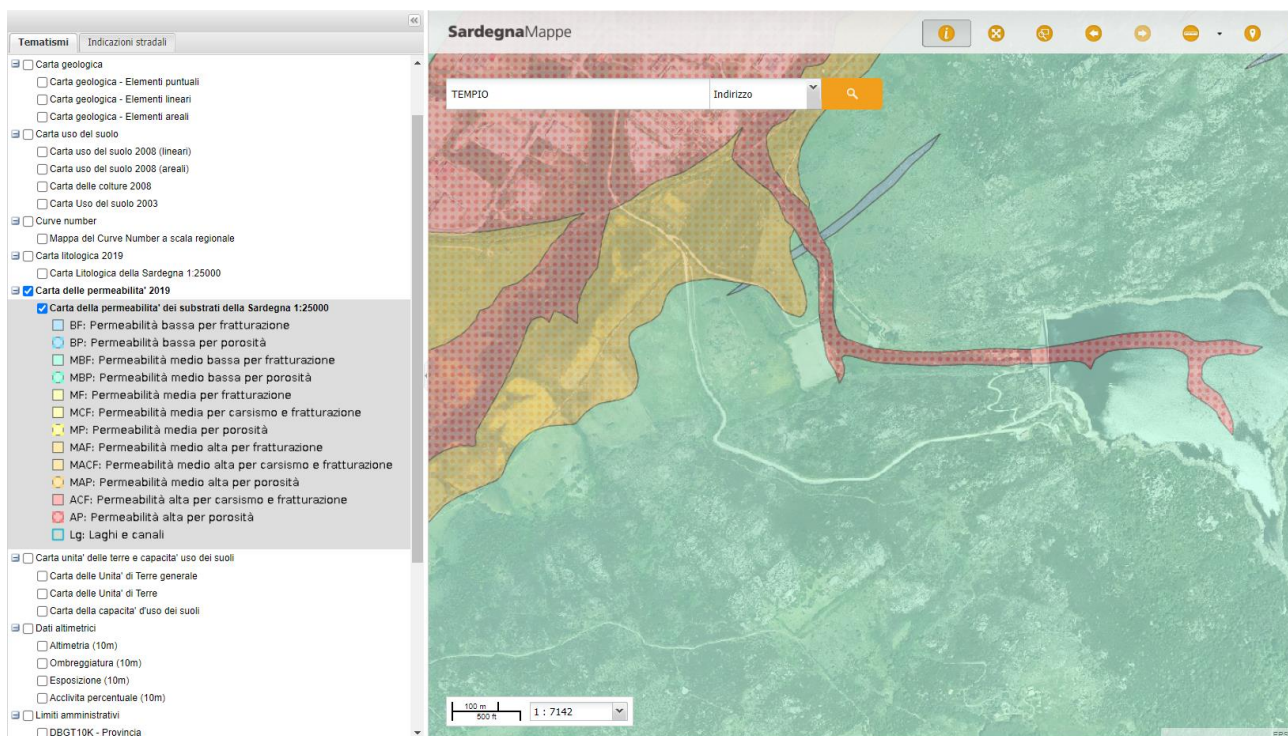 Tematismi
Indicazioni stradali
Carta geologica
Carta geologica - Elementi puntuali
Carta geologica - Elementi lineari
Carta geologica - Elementi areali
Carta uso del suolo
Carta uso del suolo 2008 (lineari)
Carta uso del suolo 2008 (areali)
Carta delle colture 2008
Carta Uso del suolo 2003
Curve number
Mappa del Curve Number a scala regionale
Carta litologica 2019
Carta Litologica della Sardegna 1:25000
Carta delle permeabilita' 2019
Carta della permeabilita' dei substrati della Sardegna 1:25000
BF: Permeabilità bassa per fratturazione
BP: Permeabilità bassa per porosità
MBF: Permeabilità medio bassa per fratturazione
MBP: Permeabilità medio bassa per porosità
MF: Permeabilità media per fratturazione
MCF: Permeabilità media per carsismo e fratturazione
MP: Permeabilità media per porosità
MAF: Permeabilità medio alta per fratturazione
MACF: Permeabilità medio alta per carsismo e fratturazione
MAP: Permeabilità medio alta per porosità
ACF: Permeabilità alta per carsismo e fratturazione
AP: Permeabilità alta per porosità
Lg: Laghi e canali
Carta unita' delle terre e capacita' uso dei suoli
Carta delle Unita' di Terre generale
Carta delle Unita' di Terre
Carta della capacita' d'uso dei suoli
Dati altimetrici
Altimetria (10m)
Ombreggiatura (10m)
Esposizione (10m)
Acclivita percentuale (10m)
Limiti amministrativi
DBGT10K - Provincia
SardegnaMappe
TEMPIO
Indirizzo
100 m
500 ft
1 : 7142